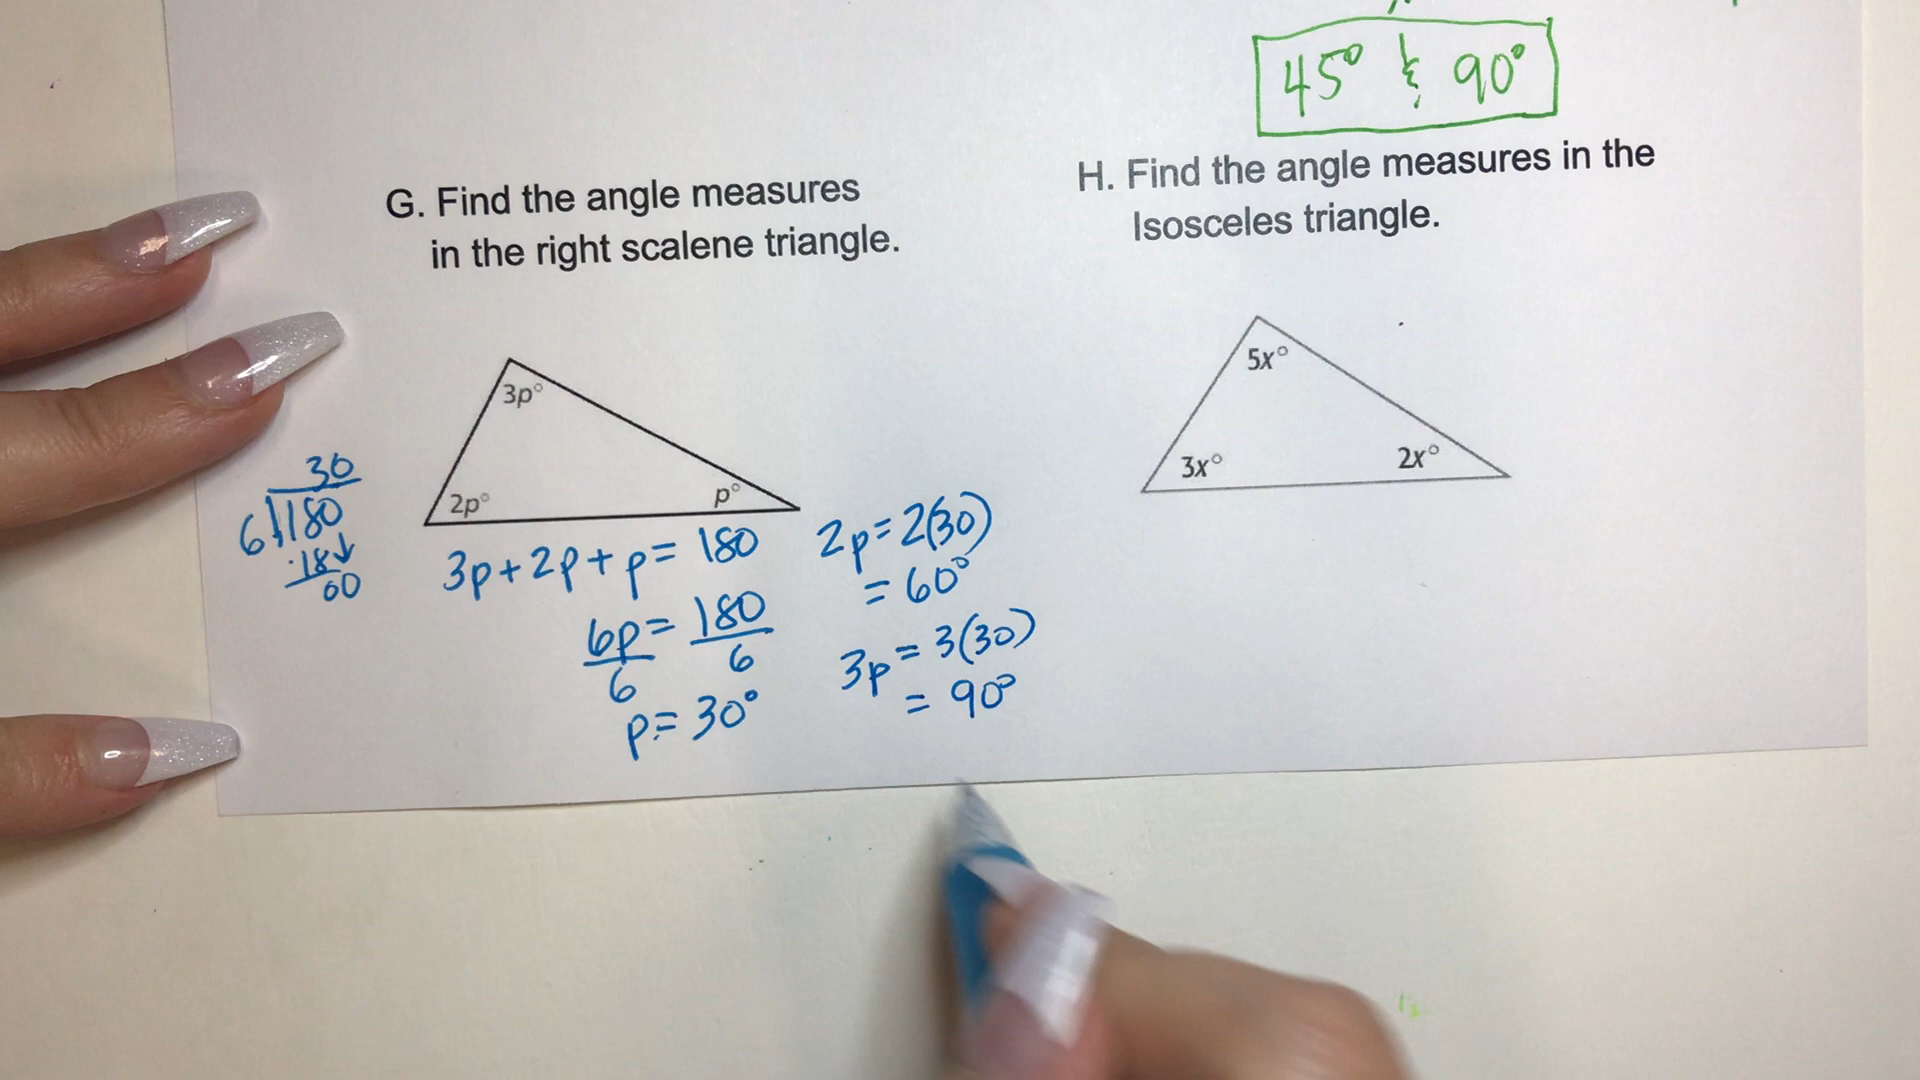 45° & 90°
G. Find the angle measures
in the right scalene triangle.
3p°
2p°
p°
30
6)180
-18↓
00
3p+2p+p=180
6p=180
6 6
p=30°
2p=2(30)
=60°
3p=3(30)
=90°
H. Find the angle measures in the
Isosceles triangle.
5x°
3x°
2x°